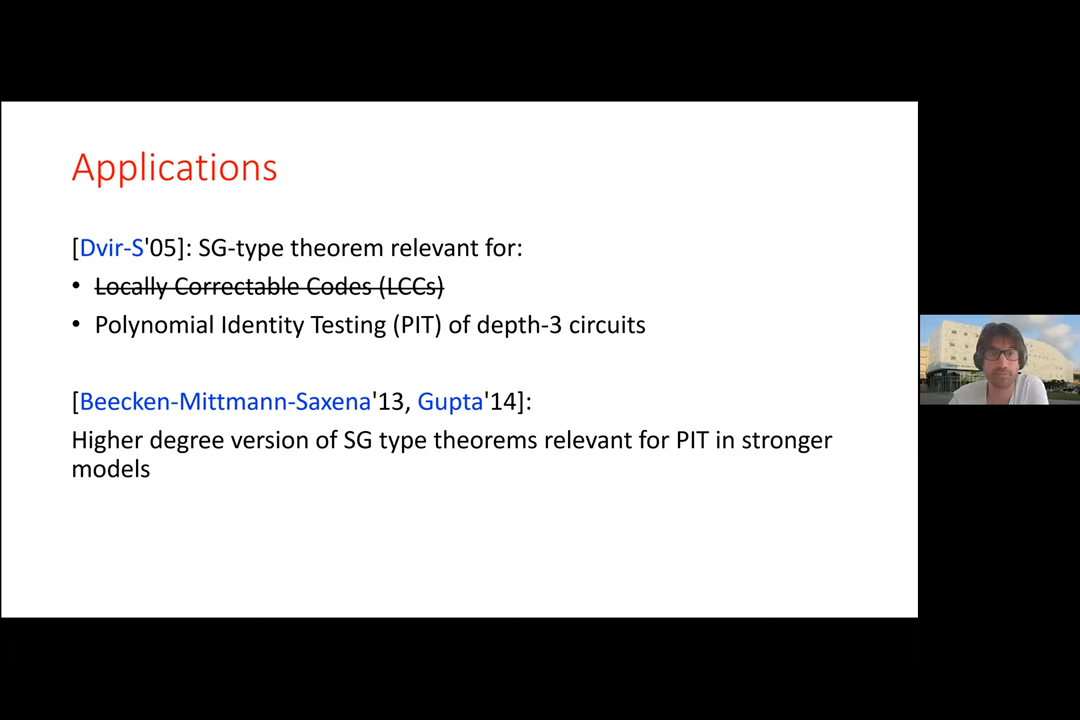 Applications
[Dvir-S'05]: SG-type theorem relevant for:
• Locally Correctable Codes (LCCs)
• Polynomial Identity Testing (PIT) of depth-3 circuits
[Beecken-Mittmann-Saxena'13, Gupta'14]:
Higher degree version of SG type theorems relevant for PIT in stronger
models